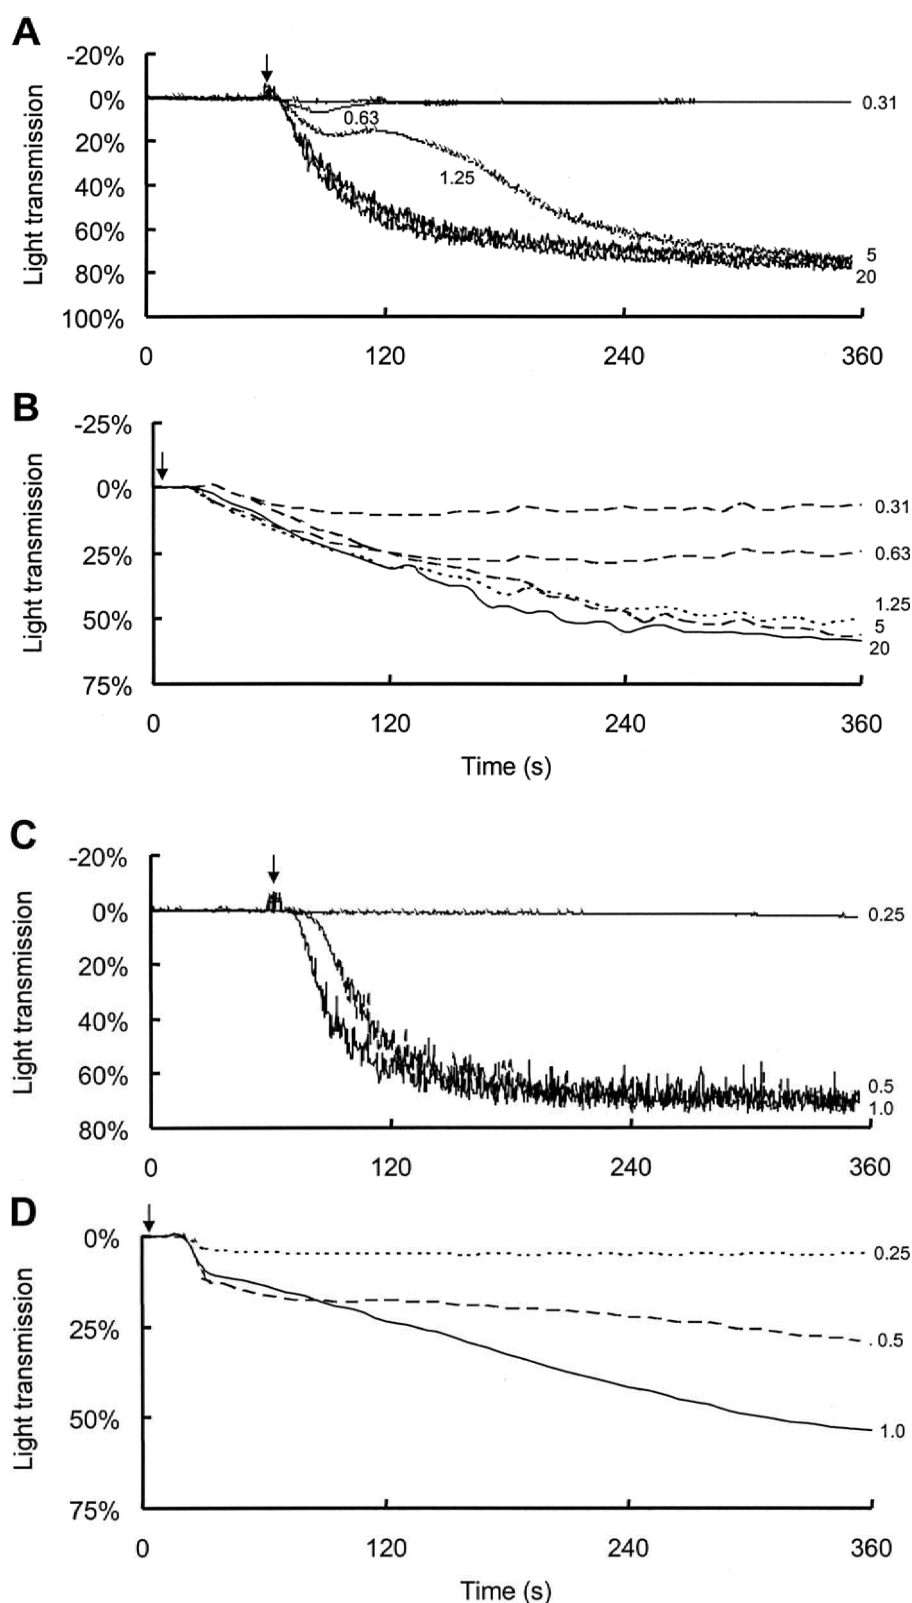 A
-20%
0%
20%
40%
60%
80%
100%
Light transmission
0.31
0.63
1.25
5
20
0 120 240 360
B
-25%
0%
25%
50%
75%
Light transmission
0.31
0.63
1.25
5
20
0 120 240 360
Time (s)
C
-20%
0%
20%
40%
60%
80%
Light transmission
0.25
0.5
1.0
0 120 240 360
D
0%
25%
50%
75%
Light transmission
0.25
0.5
1.0
0 120 240 360
Time (s)